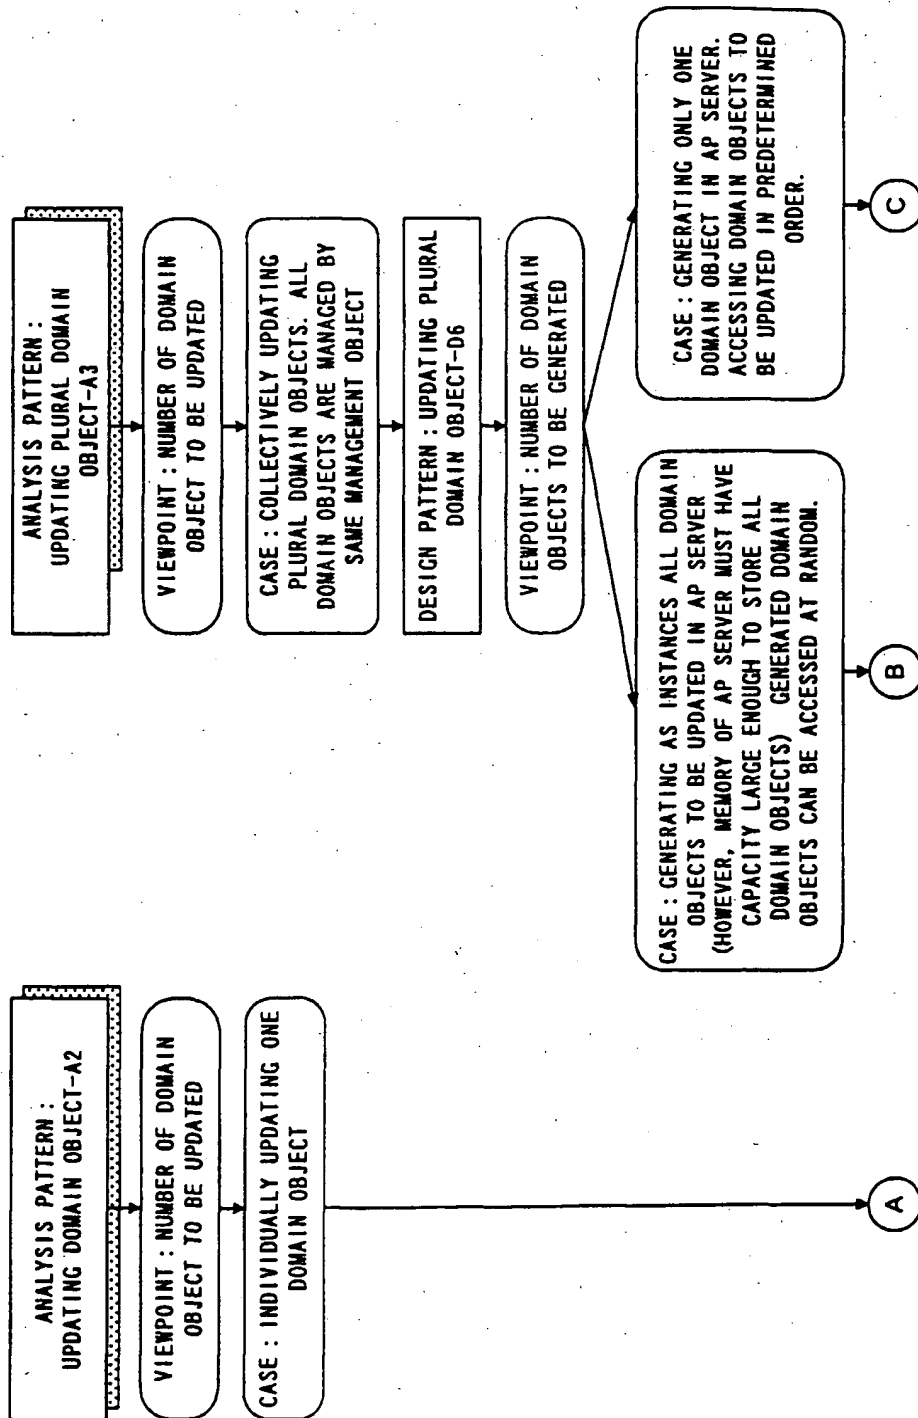 ANALYSIS PATTERN :
UPDATING DOMAIN OBJECT-A2
VIEWPOINT : NUMBER OF DOMAIN
OBJECT TO BE UPDATED
CASE : INDIVIDUALLY UPDATING ONE
DOMAIN OBJECT
A
ANALYSIS PATTERN :
UPDATING PLURAL DOMAIN
OBJECT-A3
VIEWPOINT : NUMBER OF DOMAIN
OBJECT TO BE UPDATED
CASE : COLLECTIVELY UPDATING
PLURAL DOMAIN OBJECTS. ALL
DOMAIN OBJECTS ARE MANAGED BY
SAME MANAGEMENT OBJECT
DESIGN PATTERN : UPDATING PLURAL
DOMAIN OBJECT-D6
VIEWPOINT : NUMBER OF DOMAIN
OBJECTS TO BE GENERATED
CASE : GENERATING AS INSTANCES ALL DOMAIN
OBJECTS TO BE UPDATED IN AP SERVER
(HOWEVER, MEMORY OF AP SERVER MUST HAVE
CAPACITY LARGE ENOUGH TO STORE ALL
DOMAIN OBJECTS) GENERATED DOMAIN
OBJECTS CAN BE ACCESSED AT RANDOM.
B
CASE : GENERATING ONLY ONE
DOMAIN OBJECT IN AP SERVER.
ACCESSING DOMAIN OBJECTS TO
BE UPDATED IN PREDETERMINED
ORDER.
C